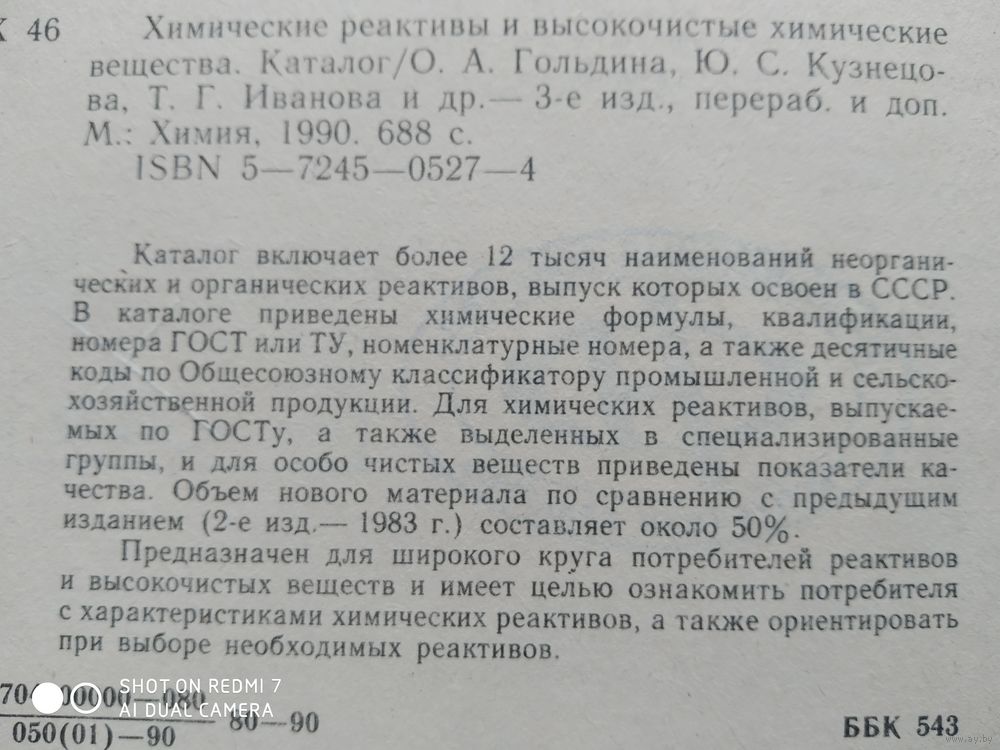 Х 46 Химические реактивы и высокочистые химические
вещества. Каталог/О. А. Гольдина, Ю. С. Кузнецо-
ва, Т. Г. Иванова и др.— 3-е изд., перераб. и доп.
М.: Химия, 1990. 688 с.
ISBN 5—7245—0527—4
Каталог включает более 12 тысяч наименований неоргани-
ческих и органических реактивов, выпуск которых освоен в СССР.
В каталоге приведены химические формулы, квалификации,
номера ГОСТ или ТУ, номенклатурные номера, а также десятичные
коды по Общесоюзному классификатору промышленной и сельско-
хозяйственной продукции. Для химических реактивов, выпускае-
мых по ГОСТу, а также выделенных в специализированные
группы, и для особо чистых веществ приведены показатели ка-
чества. Объем нового материала по сравнению с предыдущим
изданием (2-е изд.— 1983 г.) составляет около 50%.
Предназначен для широкого круга потребителей реактивов
и высокочистых веществ и имеет целью ознакомить потребителя
с характеристиками химических реактивов, а также ориентировать
при выборе необходимых реактивов.
00000—080
050(01)—90
80—90
ББК 543
SHOT ON REDMI 7
AI DUAL CAMERA
www.ay.by